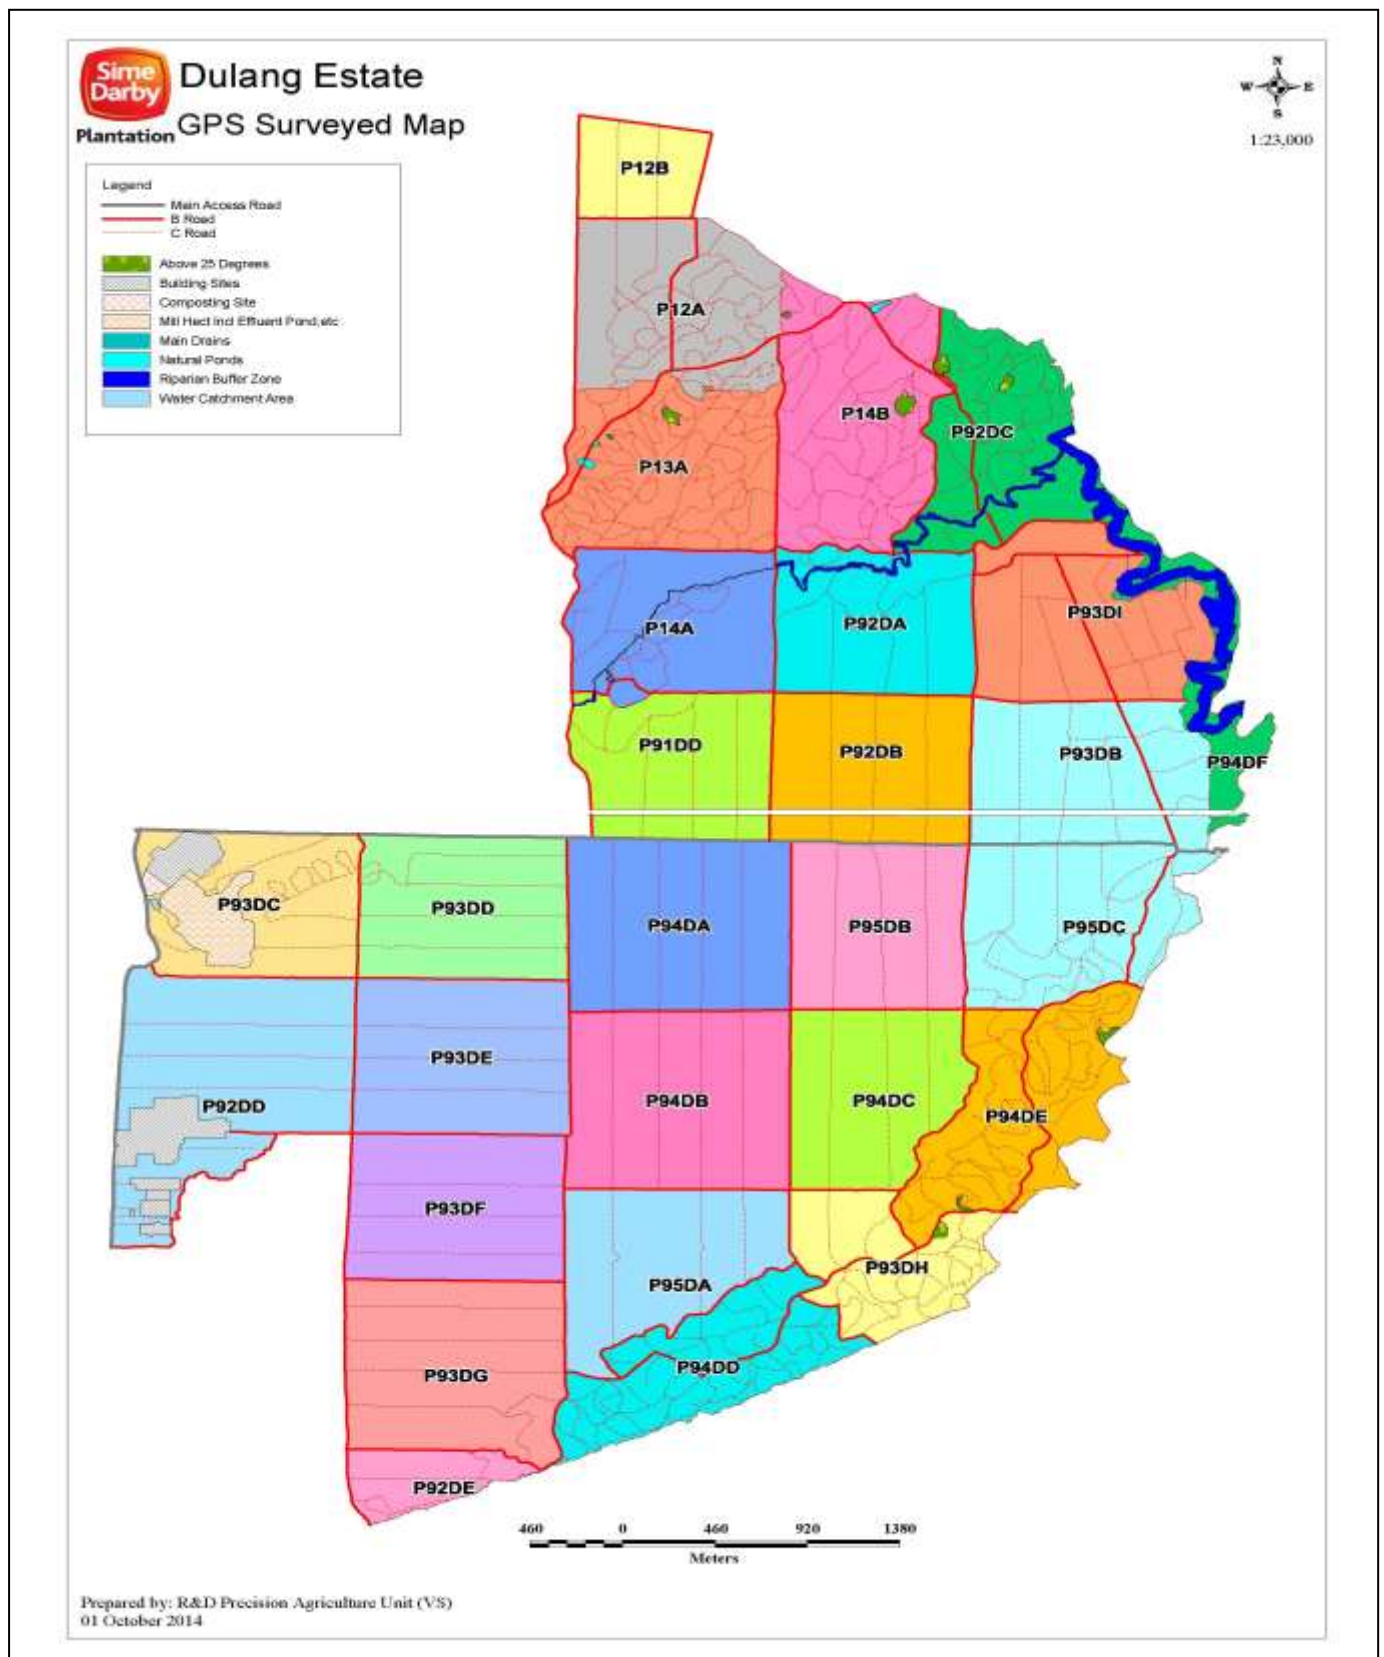 Sime
Darby
Plantation
Dulang Estate
GPS Surveyed Map
N
W E
S
1:23,000
Legend
Main Access Road
B Road
C Road
Above 25 Degrees
Building Sites
Composting Site
Mill Hect Incl Effluent Pond,etc
Main Drains
Natural Ponds
Riparian Buffer Zone
Water Catchment Area
P12B
P12A
P14B
P92DC
P13A
P14A
P92DA
P93DI
P91DD
P92DB
P93DB
P94DF
P93DC
P93DD
P94DA
P95DB
P95DC
P93DE
P92DD
P94DB
P94DC
P94DE
P93DF
P93DH
P95DA
P93DG
P94DD
P92DE
460 0 460 920 1380
Meters
Prepared by: R&D Precision Agriculture Unit (VS)
01 October 2014